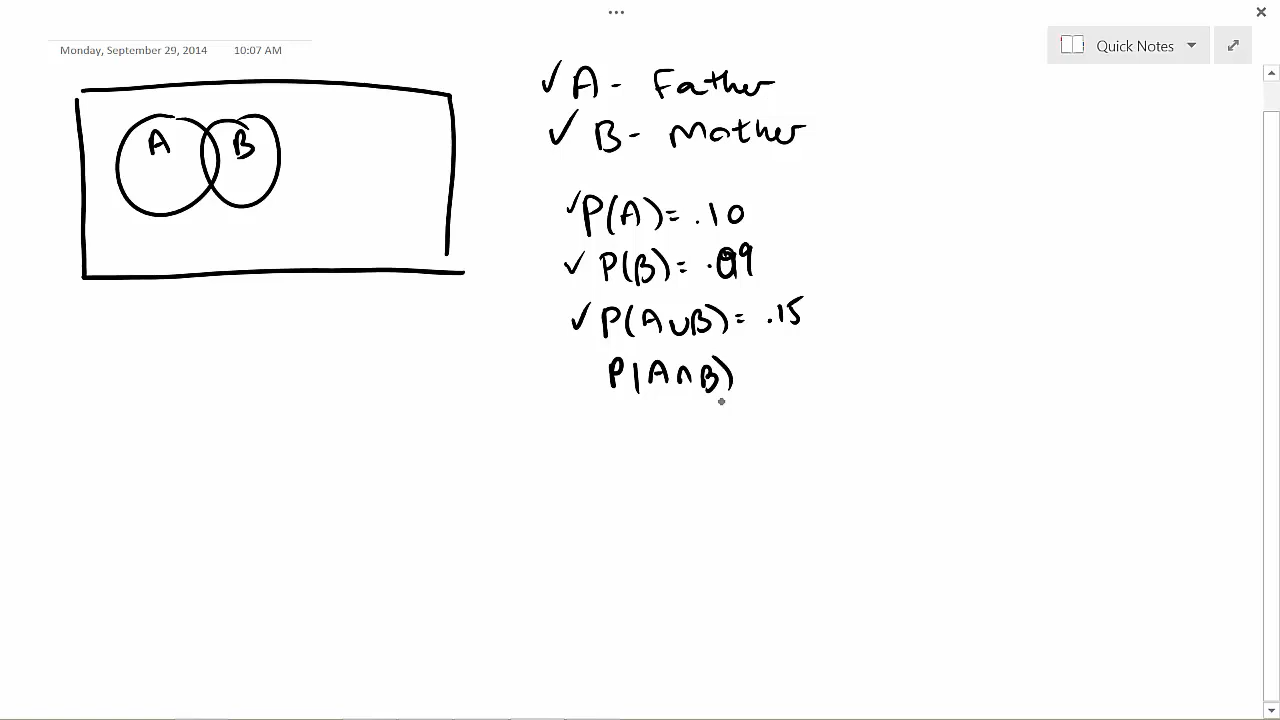 Monday, September 29, 2014 10:07 AM
Quick Notes
A B
✓ A - Father
✓ B - Mother
✓ P(A) = .10
✓ P(B) = .09
✓ P(A∪B) = .15
P(A∩B)